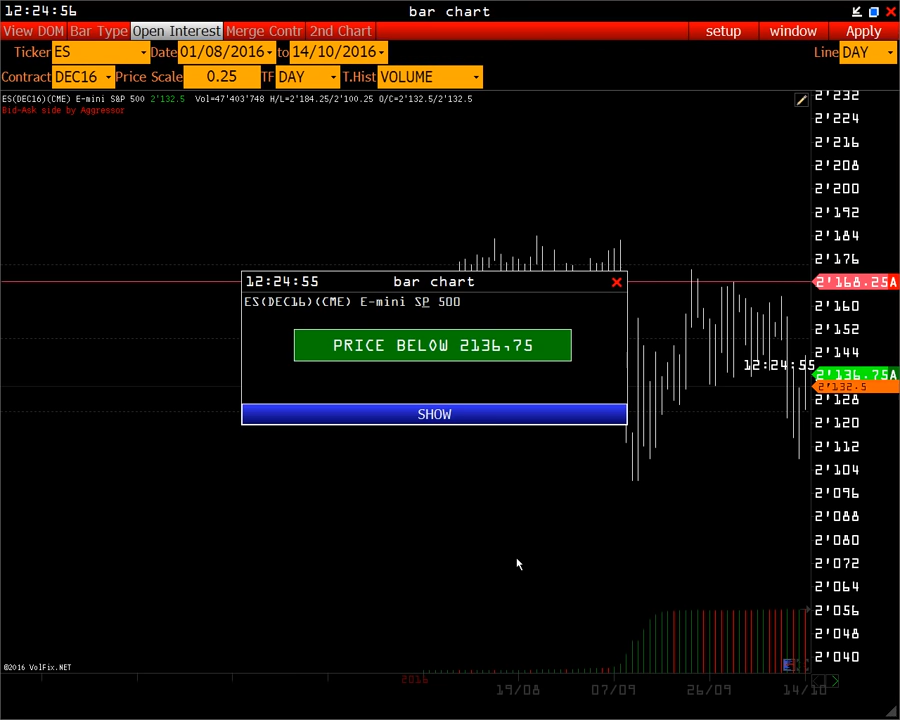 12:24:56 bar chart
View DOM Bar Type Open Interest Merge Contr 2nd Chart setup window Apply
Ticker ES Date 01/08/2016 to 14/10/2016 Line DAY
Contract DEC16 Price Scale 0.25 TF DAY T.Hist VOLUME
ES(DEC16)(CME) E-mini S&P 500 2'132.5 Vol=47'403'748 H/L=2'184.25/2'100.25 O/C=2'132.5/2'132.5
Bid-Ask side by Aggressor
2'232
2'224
2'216
2'208
2'200
2'192
2'184
2'176
2'168.25A
2'160
2'152
2'144
12:24:55
2'136.75A
2'132.5
2'128
2'120
2'112
2'104
2'096
2'088
2'080
2'072
2'064
2'056
2'048
2'040
12:24:55 bar chart
ES(DEC16)(CME) E-mini SP 500
PRICE BELOW 2136,75
SHOW
©2016 VolFix.NET
2016 19/08 07/09 26/09 14/10